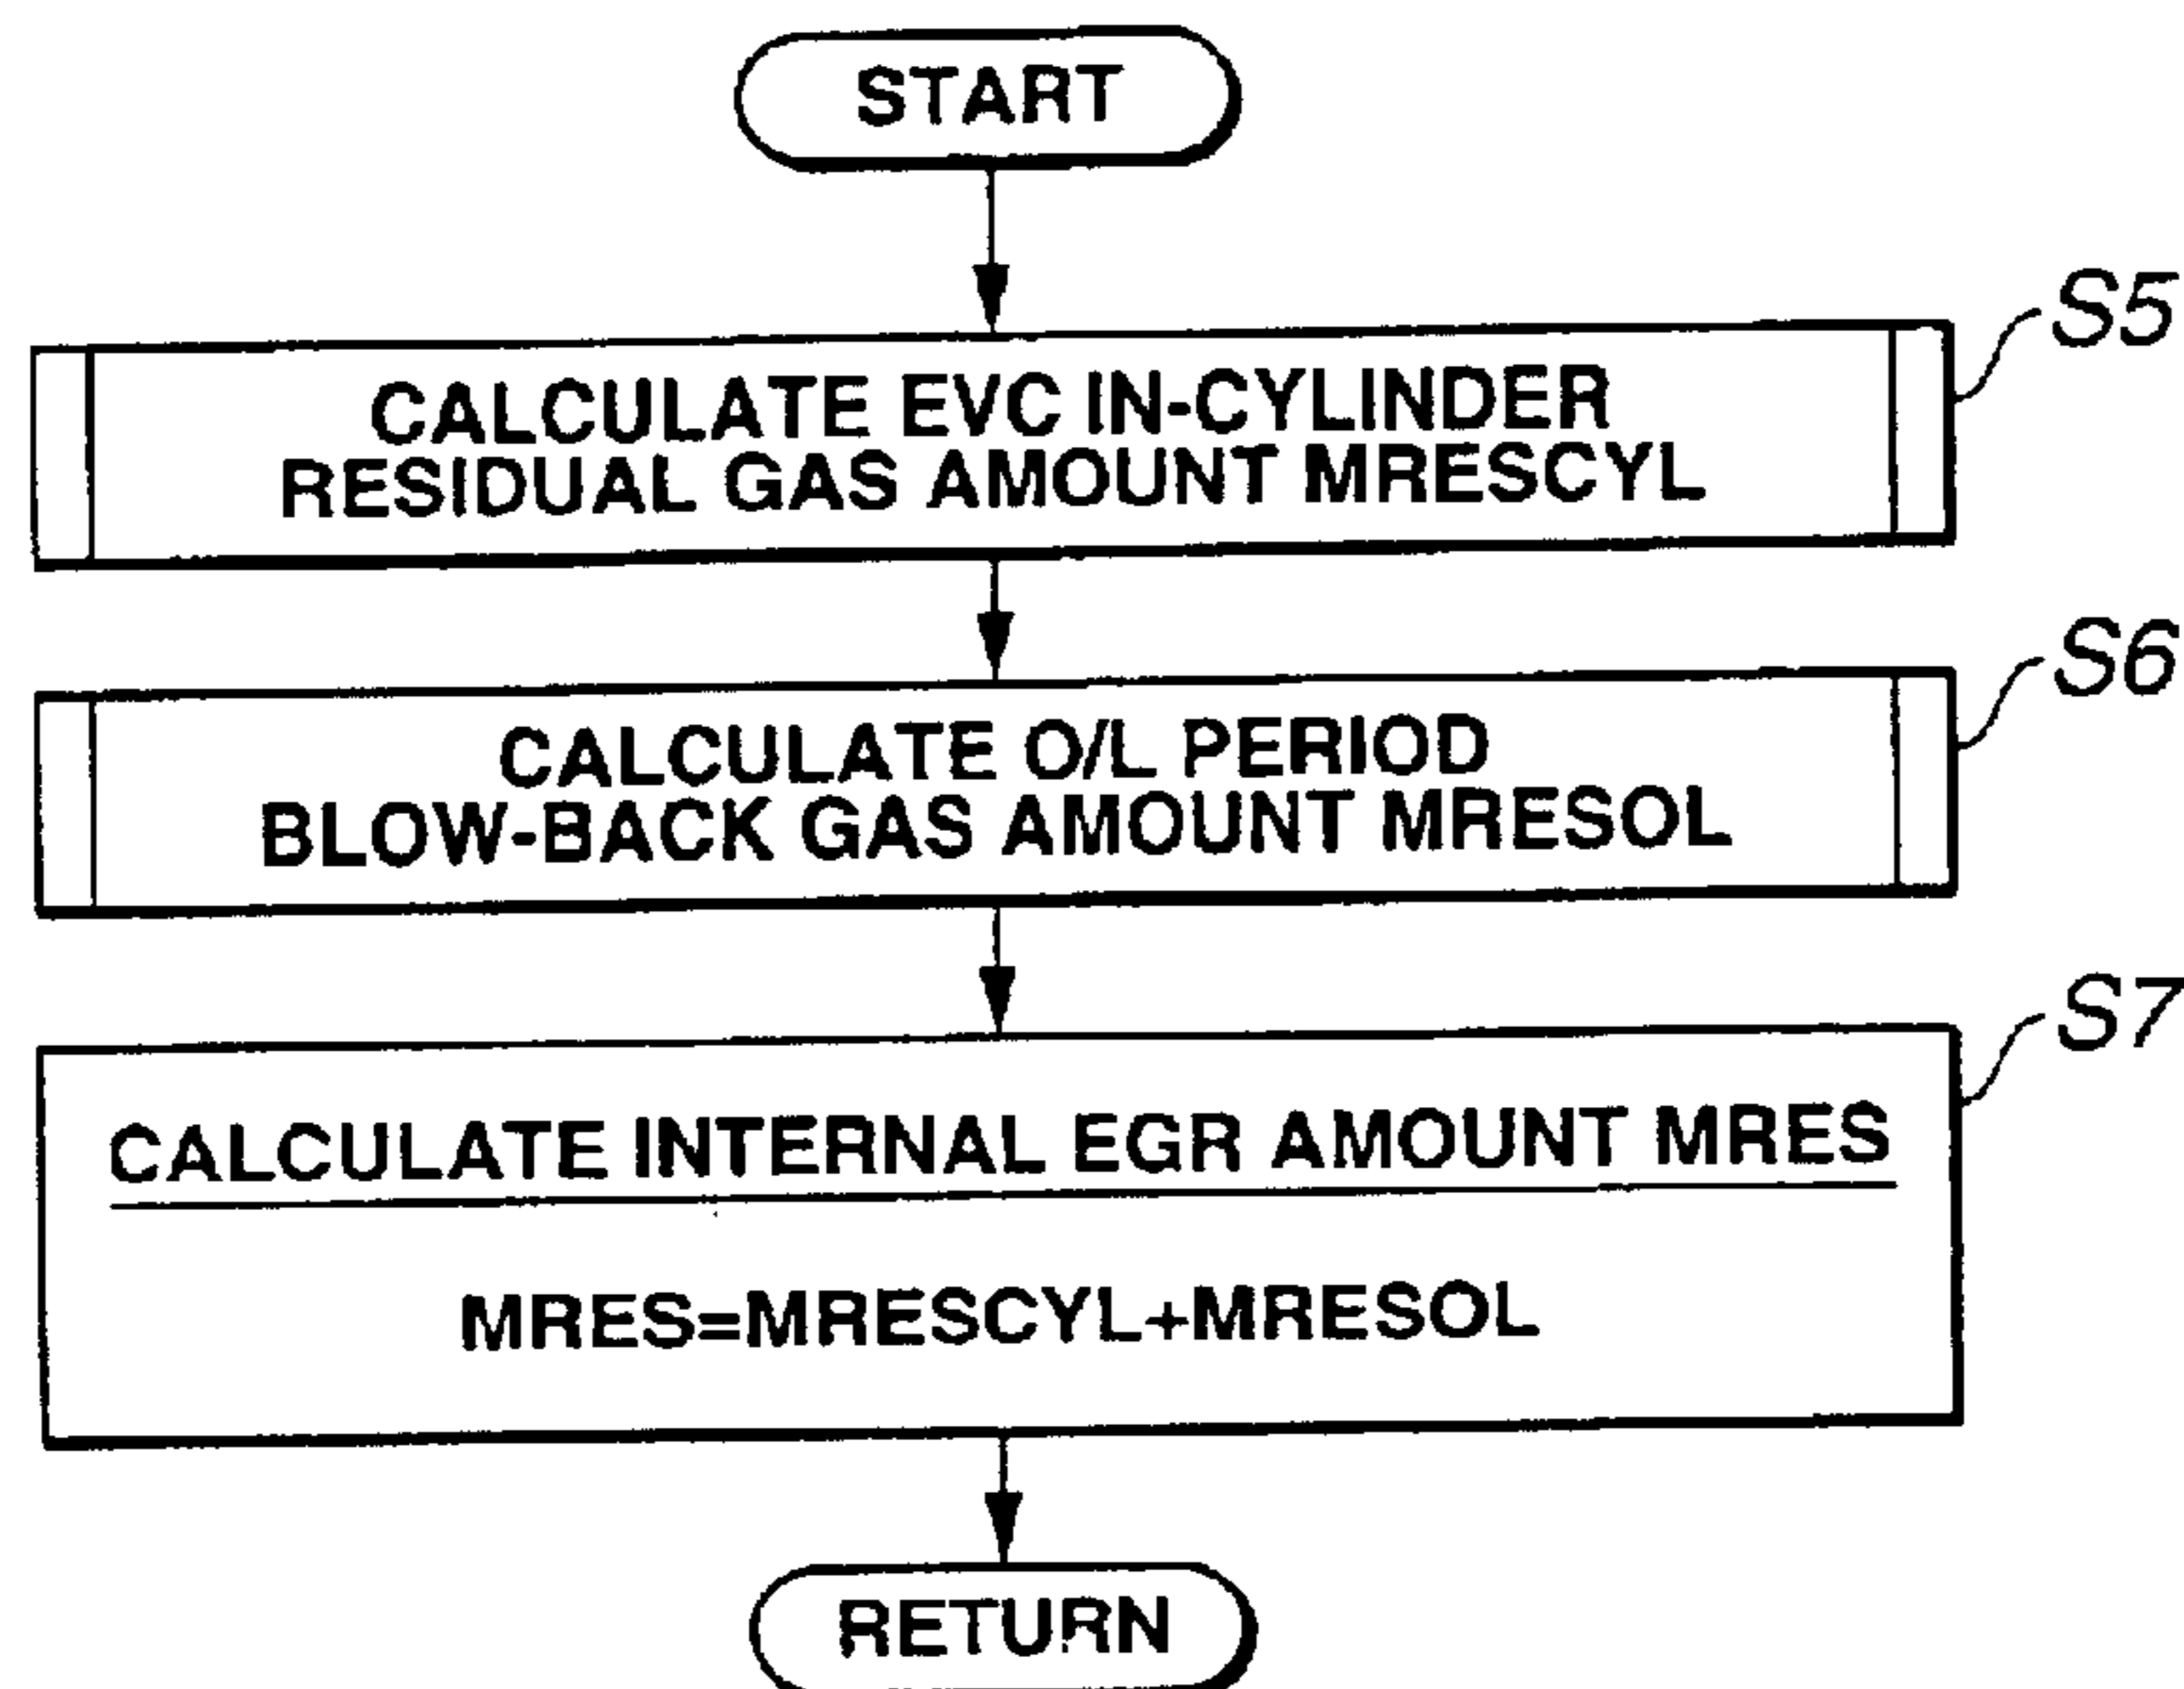 START
S5
CALCULATE EVC IN-CYLINDER
RESIDUAL GAS AMOUNT MRESCYL
S6
CALCULATE O/L PERIOD
BLOW-BACK GAS AMOUNT MRESOL
S7
CALCULATE INTERNAL EGR AMOUNT MRES
MRES=MRESCYL+MRESOL
RETURN